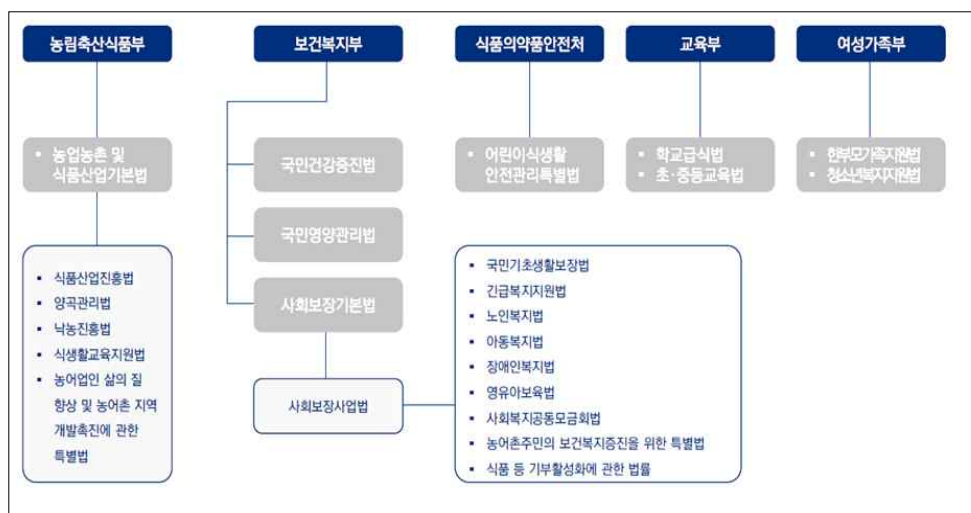 농림축산식품부
보건복지부
식품의약품안전처
교육부
여성가족부
▪ 농업농촌 및
식품산업기본법
국민건강증진법
국민영양관리법
사회보장기본법
▪ 어린이식생활
안전관리특별법
▪ 학교급식법
▪ 초·중등교육법
▪ 한부모가족지원법
▪ 청소년복지지원법
▪ 식품산업진흥법
▪ 양곡관리법
▪ 낙농진흥법
▪ 식생활교육지원법
▪ 농어업인 삶의 질
향상 및 농어촌 지역
개발촉진에 관한
특별법
사회보장사업법
▪ 국민기초생활보장법
▪ 긴급복지지원법
▪ 노인복지법
▪ 아동복지법
▪ 장애인복지법
▪ 영유아보육법
▪ 사회복지공동모금회법
▪ 농어촌주민의 보건복지증진을 위한 특별법
▪ 식품 등 기부활성화에 관한 법률